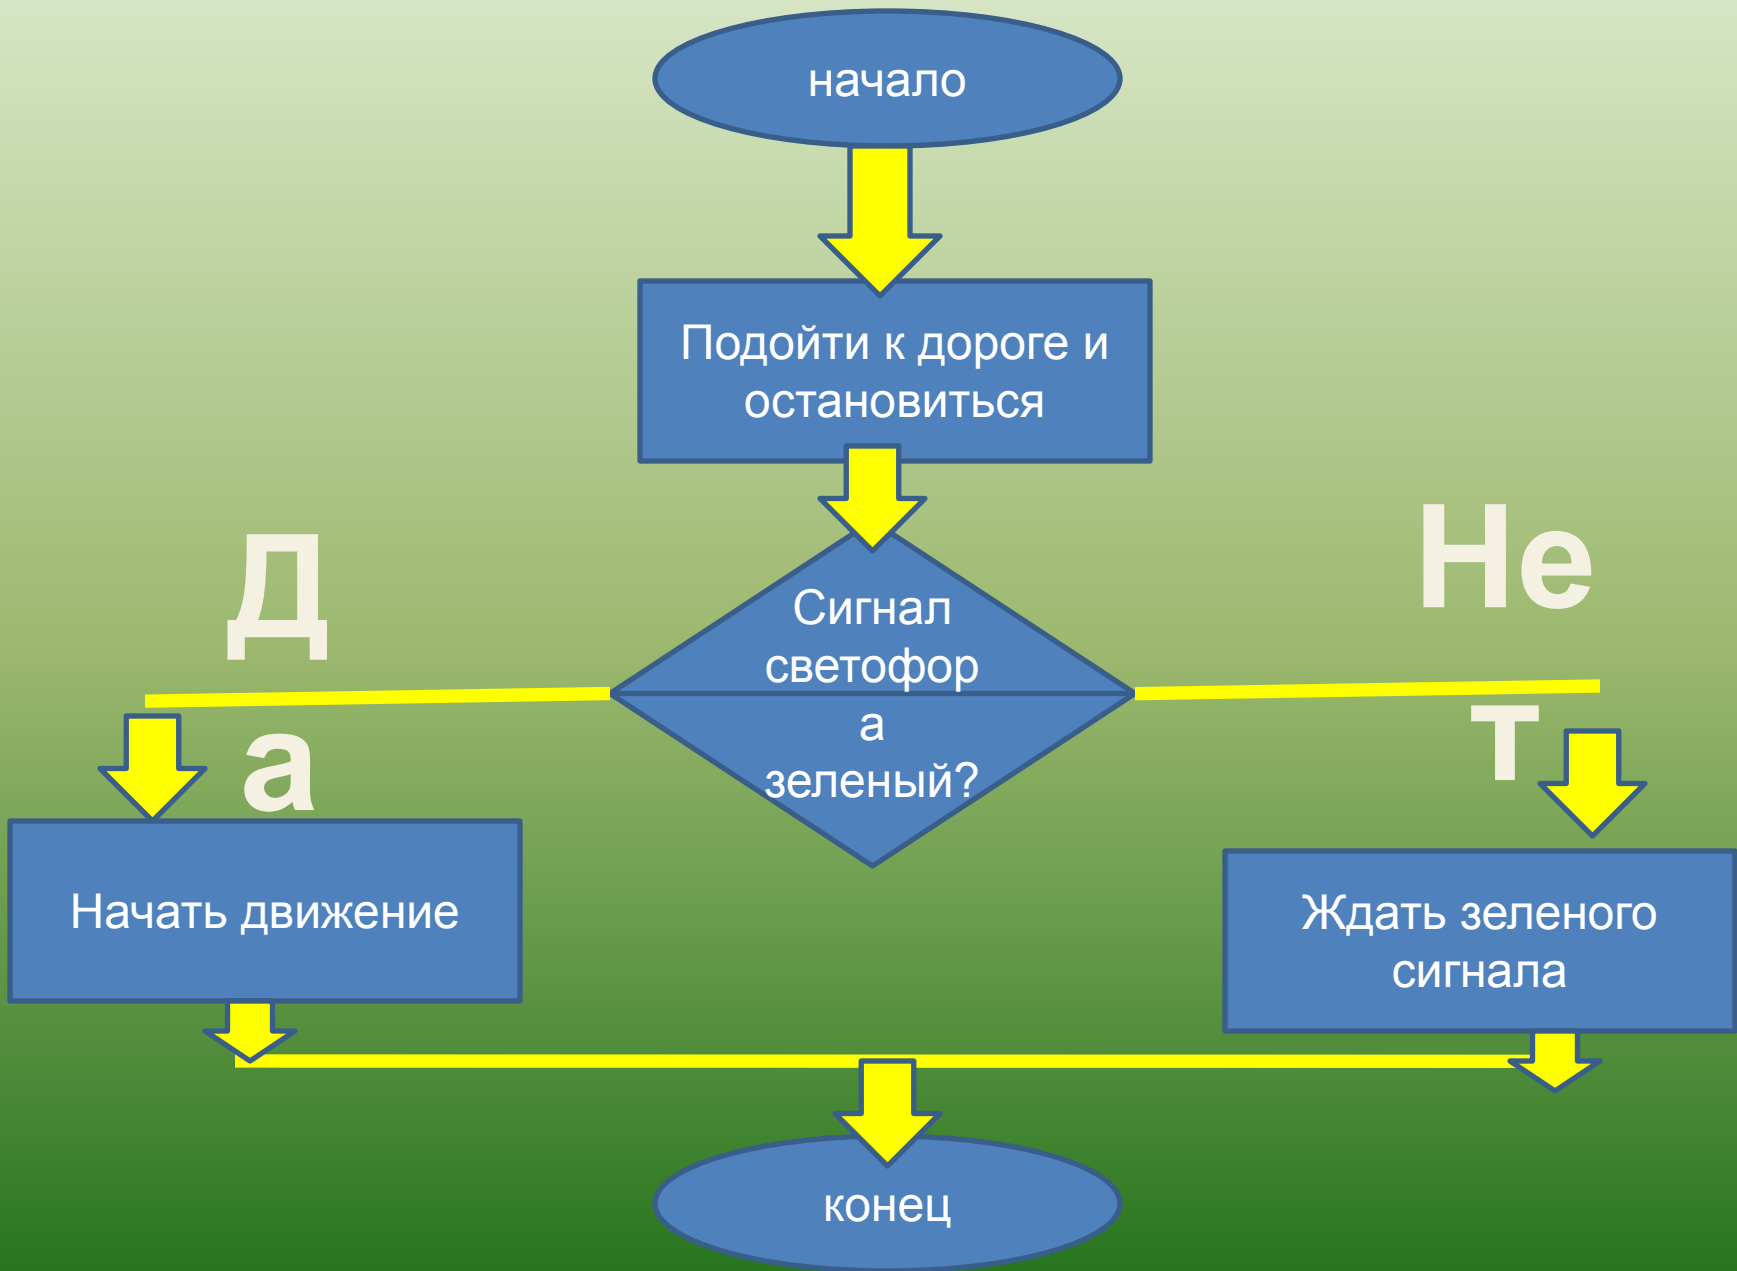 начало
Подойти к дороге и
остановиться
Д
а
Не
т
Сигнал
светофор
а
зеленый?
Начать движение
Ждать зеленого
сигнала
конец